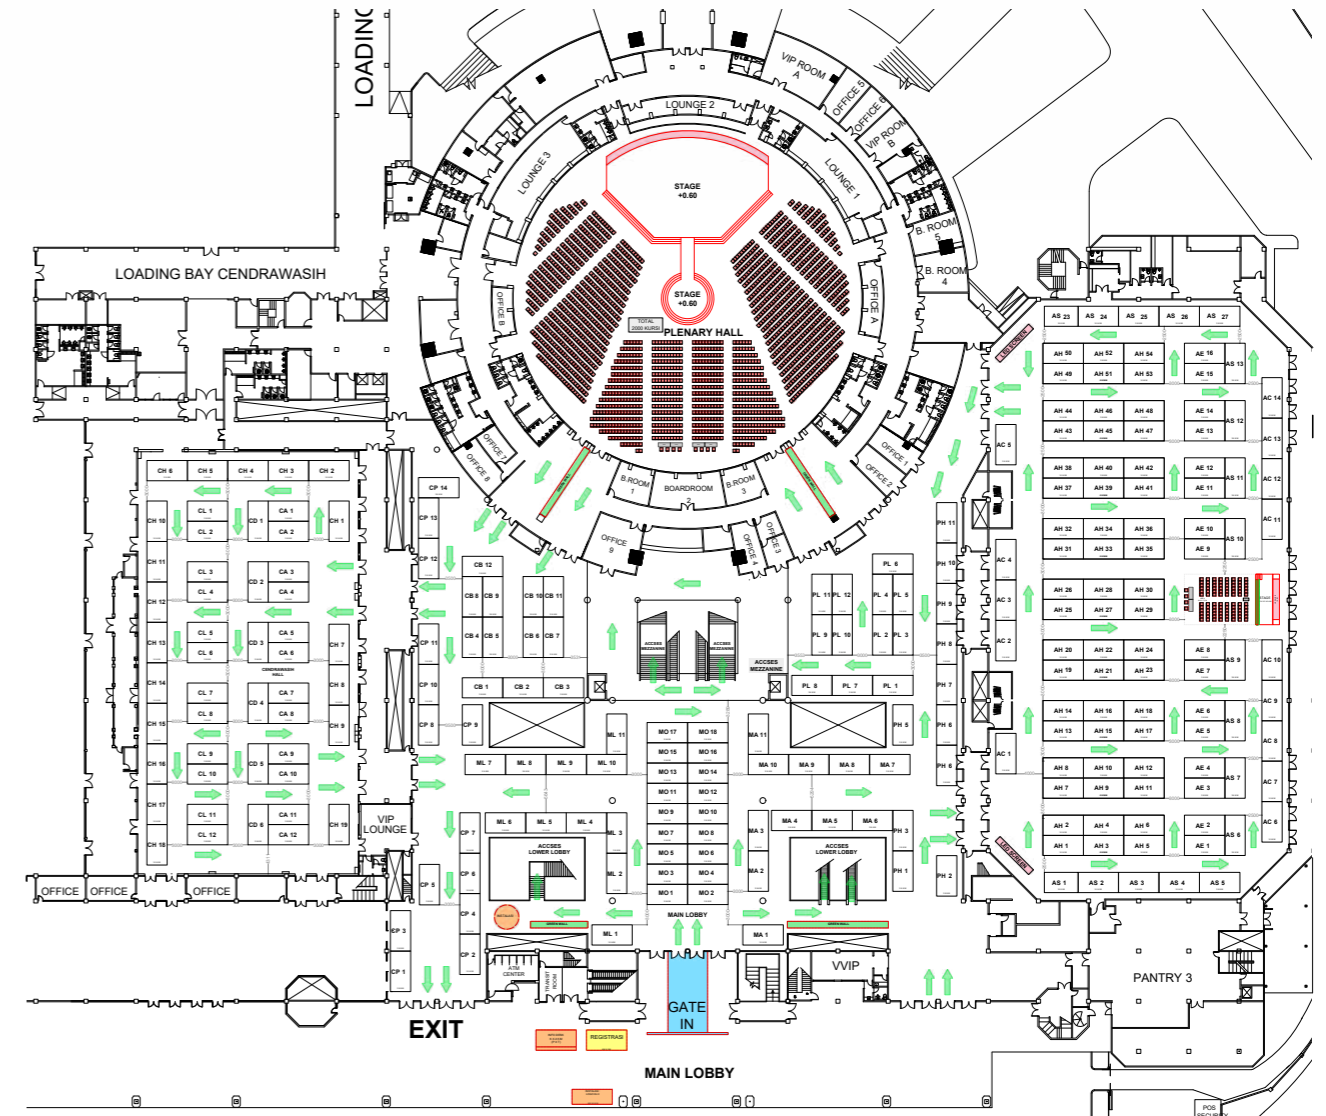 LOADING
VIP ROOM
A
OFFICE 5
OFFICE 6
VIP ROOM
B
LOUNGE 2
LOUNGE 3
LOUNGE 1
STAGE
+0.60
B. ROOM
5
B. ROOM
4
LOADING BAY CENDRAWASIH
OFFICE B
STAGE
+0.60
OFFICE A
TOTAL
2000 KURSI
PLENARY HALL
LED SCREEN
AS 23
AS 24
AS 25
AS 26
AS 27
AH 50
AH 52
AH 54
AE 16
AS 13
AH 49
AH 51
AH 53
AE 15
AC 14
AH 44
AH 46
AH 48
AE 14
AS 12
AH 43
AH 45
AH 47
AE 13
AC 13
AC 5
OFFICE 7
OFFICE 8
OFFICE 1
OFFICE 2
B.ROOM
1
BOARDROOM
2
B.ROOM
3
AH 38
AH 40
AH 42
AE 12
AS 11
AC 12
AH 37
AH 39
AH 41
AE 11
CH 6
CH 5
CH 4
CH 3
CH 2
CP 14
CH 10
CL 1
CD 1
CA 1
CH 1
CL 2
CA 2
CP 13
PH 11
AH 32
AH 34
AH 36
AE 10
AS 10
AC 11
AH 31
AH 33
AH 35
AE 9
OFFICE
9
OFFICE 4
OFFICE 3
CH 11
CL 3
CD 2
CA 3
CL 4
CA 4
CP 12
CB 12
PL 6
PH 10
AC 4
CH 12
CB 8
CB 9
CB 10
CB 11
PL 11
PL 12
PL 4
PL 5
PH 9
AC 3
AH 26
AH 28
AH 30
AH 25
AH 27
AH 29
STAGE
CH 13
CL 5
CD 3
CA 5
CH 7
CL 6
CA 6
CP 11
CB 4
CB 5
CB 6
CB 7
ACCSES
MEZZANINE
ACCSES
MEZZANINE
ACCSES
MEZZANINE
PL 9
PL 10
PL 2
PL 3
PH 8
AC 2
AH 20
AH 22
AH 24
AE 8
AS 9
AC 10
AH 19
AH 21
AH 23
AE 7
CENDRAWASIH
HALL
CH 14
CL 7
CD 4
CA 7
CH 8
CL 8
CA 8
CP 10
CB 1
CB 2
CB 3
PL 8
PL 7
PL 1
PH 7
AH 14
AH 16
AH 18
AE 6
AS 8
AC 9
AH 13
AH 15
AH 17
AE 5
CH 15
CH 9
CP 8
CP 9
ML 11
MO 17
MO 18
MA 11
PH 5
PH 6
AC 1
AC 8
CH 16
CL 9
CD 5
CA 9
CL 10
CA 10
MO 15
MO 16
ML 7
ML 8
ML 9
ML 10
MO 13
MO 14
MA 10
MA 9
MA 8
MA 7
PH 6
AH 8
AH 10
AH 12
AE 4
AS 7
AC 7
AH 7
AH 9
AH 11
AE 3
CH 17
CL 11
CD 6
CA 11
CH 19
CL 12
CA 12
CH 18
VIP
LOUNGE
CP 7
MO 11
MO 12
MO 9
MO 10
ML 6
ML 5
ML 4
ML 3
MO 7
MO 8
MA 3
MA 4
MA 5
MA 6
PH 3
AH 2
AH 4
AH 6
AE 2
AS 6
AC 6
AH 1
AH 3
AH 5
AE 1
ACCSES
LOWER LOBBY
ACCSES
LOWER LOBBY
MO 5
MO 6
LED SCREEN
CP 6
CP 5
ML 2
MO 3
MO 4
MA 2
PH 1
PH 2
AS 1
AS 2
AS 3
AS 4
AS 5
OFFICE
OFFICE
OFFICE
MO 1
MO 2
CP 4
CP 3
MAIN LOBBY
ML 1
MA 1
CP 2
CP 1
ATM
CENTER
TRANSIT
ROOM
VVIP
PANTRY 3
GATE
IN
EXIT
REGISTRASI
MAIN LOBBY
POS
SECURITY